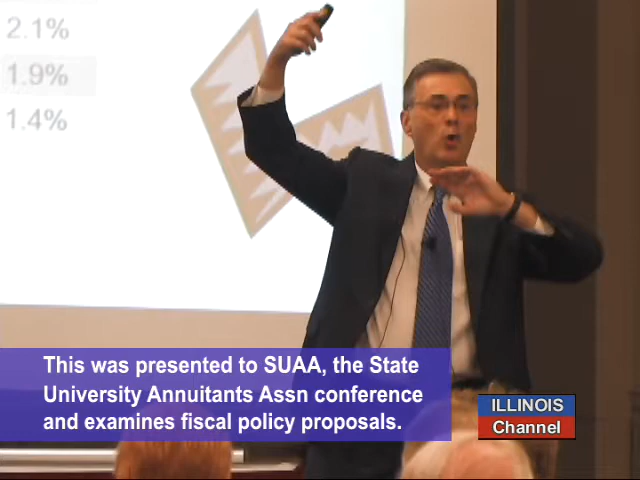 2.1%
1.9%
1.4%
This was presented to SUAA, the State
University Annuitants Assn conference
and examines fiscal policy proposals.
ILLINOIS
Channel